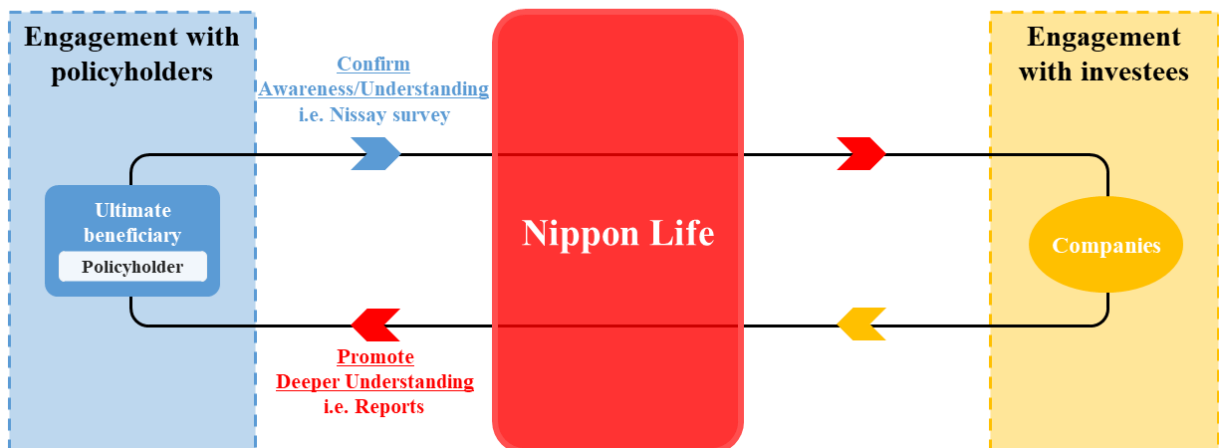 Engagement with
policyholders
Confirm
Awareness/Understanding
i.e. Nissay survey
Ultimate
beneficiary
Policyholder
Promote
Deeper Understanding
i.e. Reports
Nippon Life
Engagement
with investees
Companies